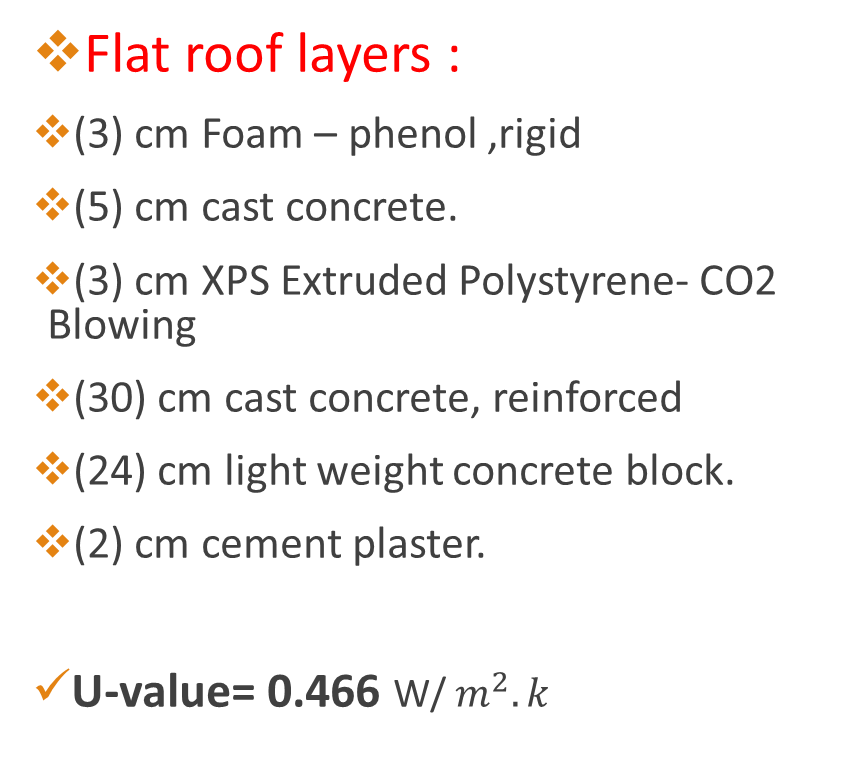 ❖Flat roof layers :
❖(3) cm Foam – phenol ,rigid
❖(5) cm cast concrete.
❖(3) cm XPS Extruded Polystyrene- CO2
Blowing
❖(30) cm cast concrete, reinforced
❖(24) cm light weight concrete block.
❖(2) cm cement plaster.
✓U-value= 0.466 W/ m².k